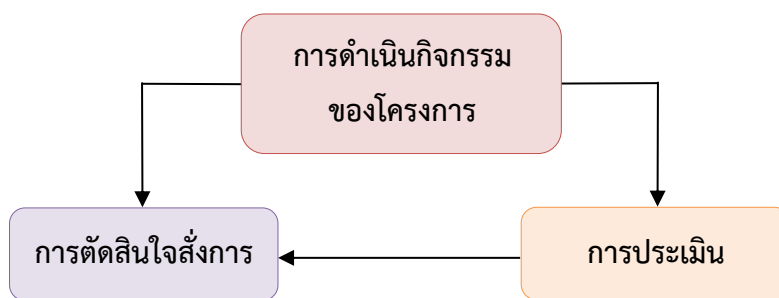 การดำเนินกิจกรรม
ของโครงการ
การตัดสินใจสั่งการ
การประเมิน